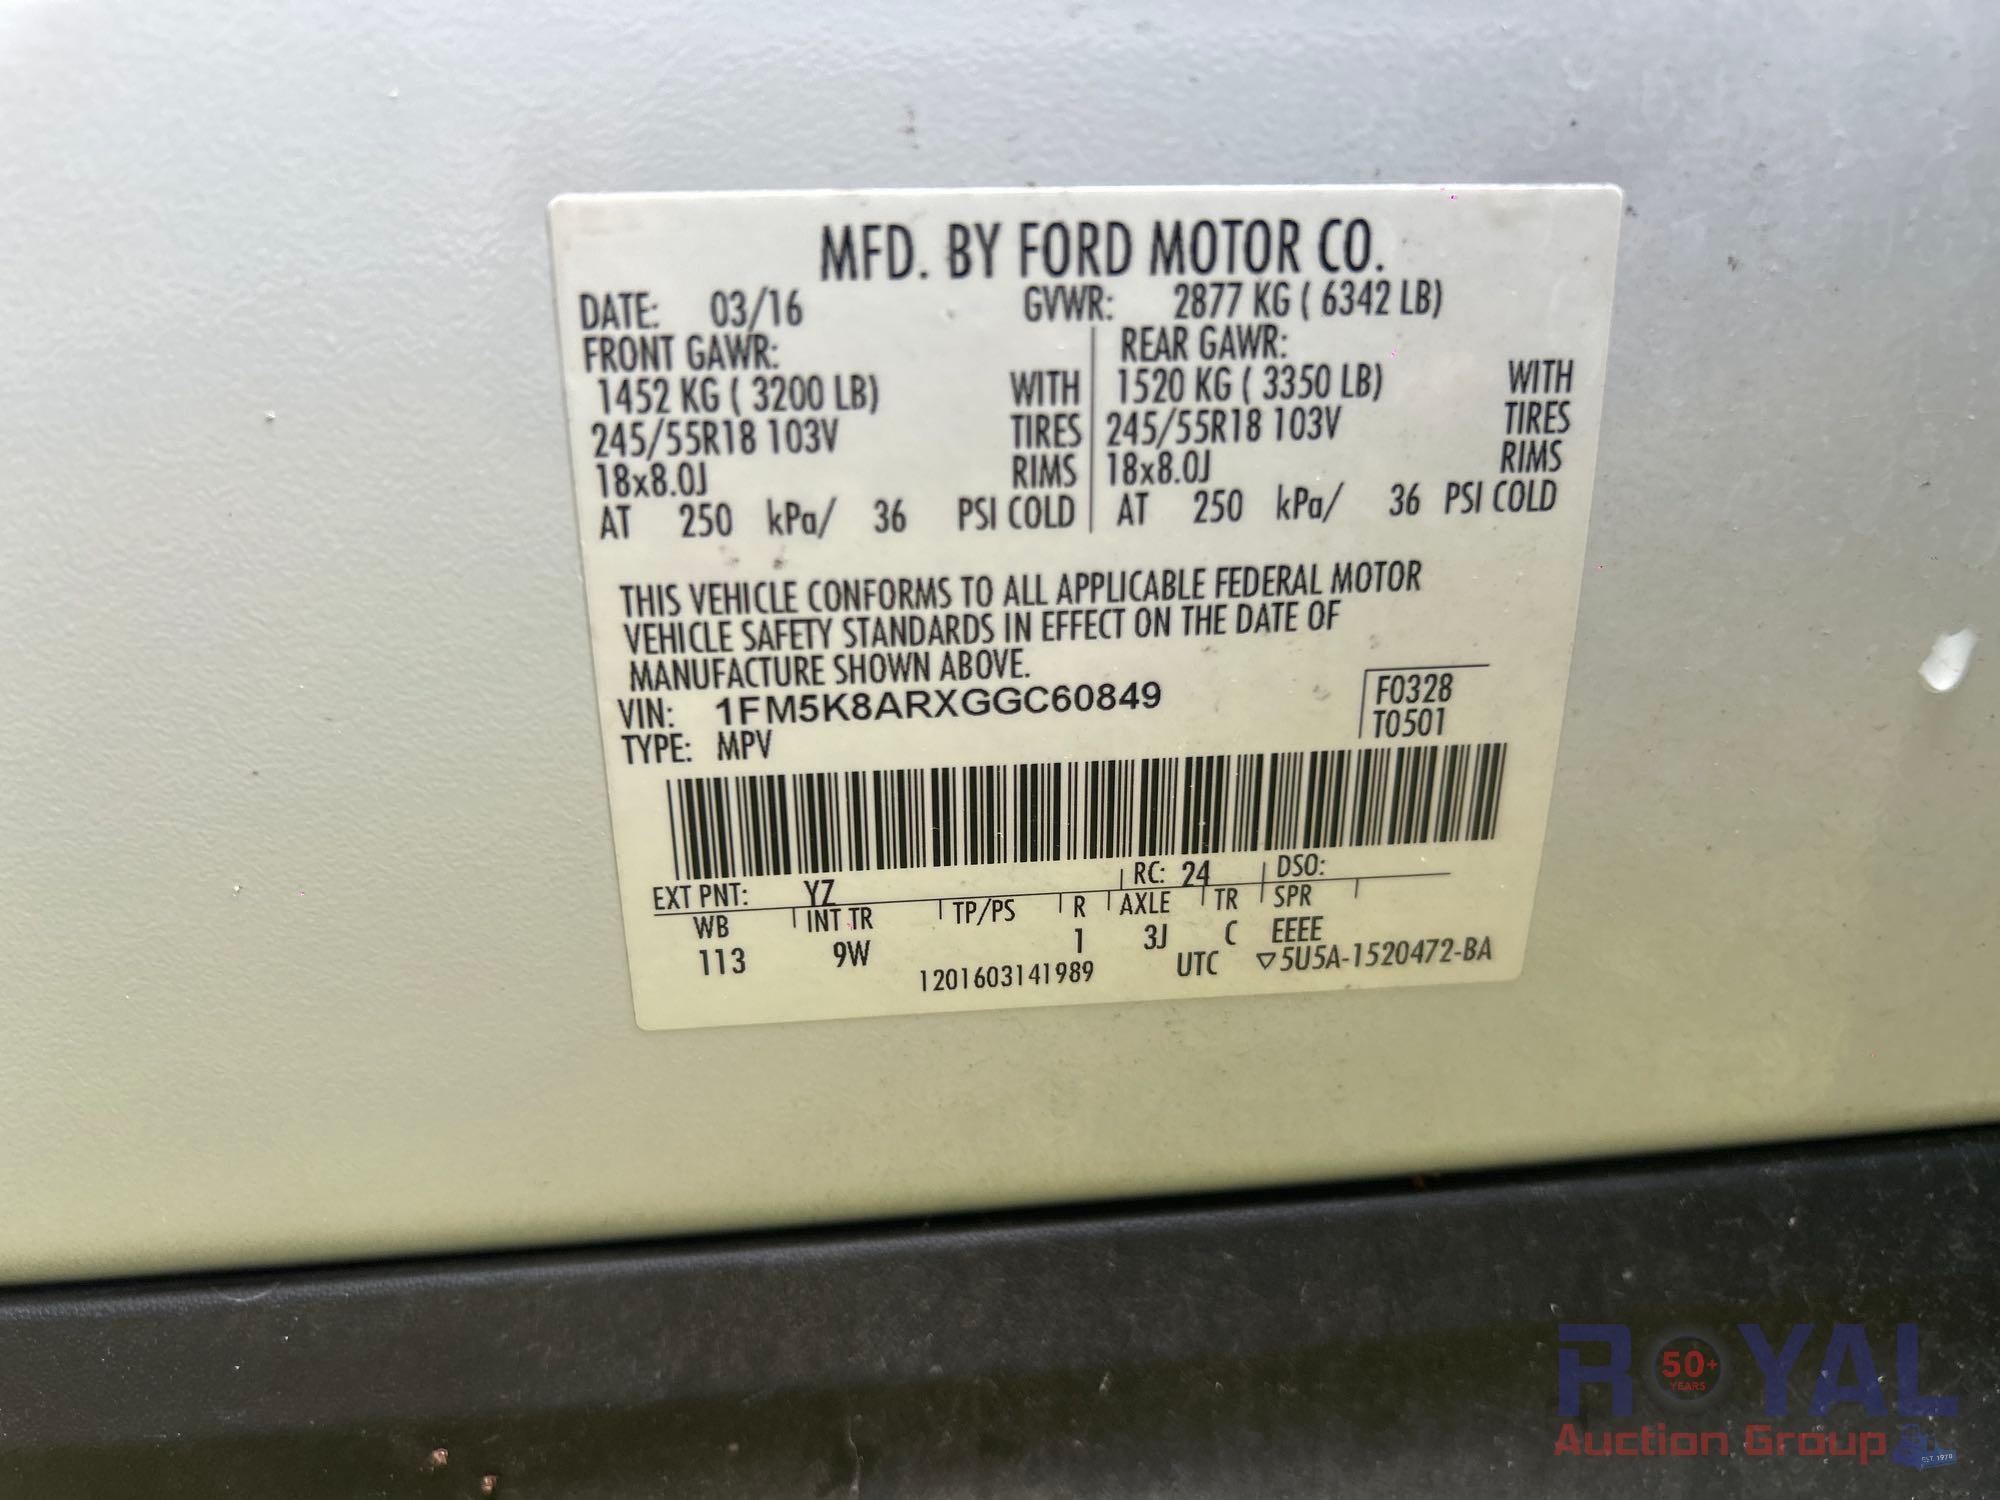 MFD. BY FORD MOTOR CO.
DATE: 03/16 GVWR: 2877 KG ( 6342 LB)
FRONT GAWR: REAR GAWR:
1452 KG ( 3200 LB) WITH 1520 KG ( 3350 LB) WITH
245/55R18 103V TIRES 245/55R18 103V TIRES
18x8.0J RIMS 18x8.0J RIMS
AT 250 kPa/ 36 PSI COLD AT 250 kPa/ 36 PSI COLD
THIS VEHICLE CONFORMS TO ALL APPLICABLE FEDERAL MOTOR
VEHICLE SAFETY STANDARDS IN EFFECT ON THE DATE OF
MANUFACTURE SHOWN ABOVE.
VIN: 1FM5K8ARXGGC60849 F0328
TYPE: MPV T0501
EXT PNT: YZ RC: 24 DSO:
WB INT TR TP/PS R AXLE TR SPR
113 9W 1 3J C EEEE
1201603141989 UTC ▽5U5A-1520472-BA
ROYAL
50+
YEARS
Auction Group
EST. 1970